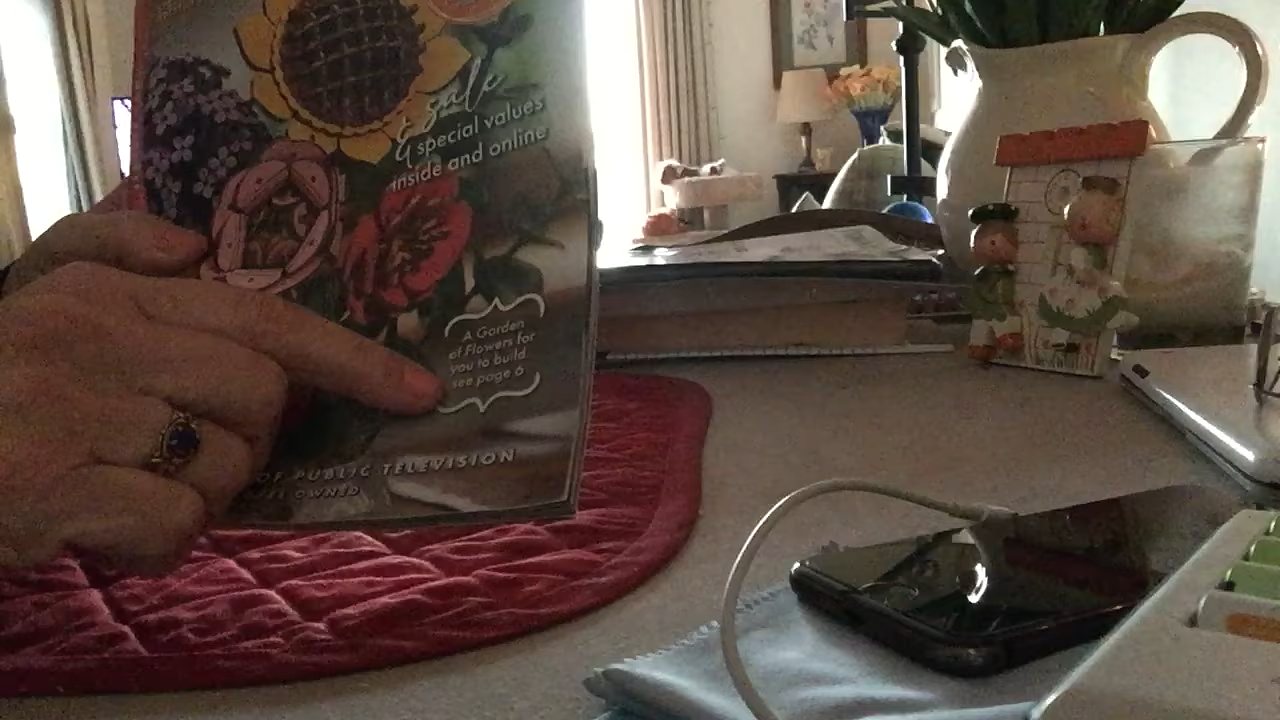 & sale
& special values
inside and online
A Garden
of Flowers for
you to build
see page 6
OF PUBLIC TELEVISION
OWNED